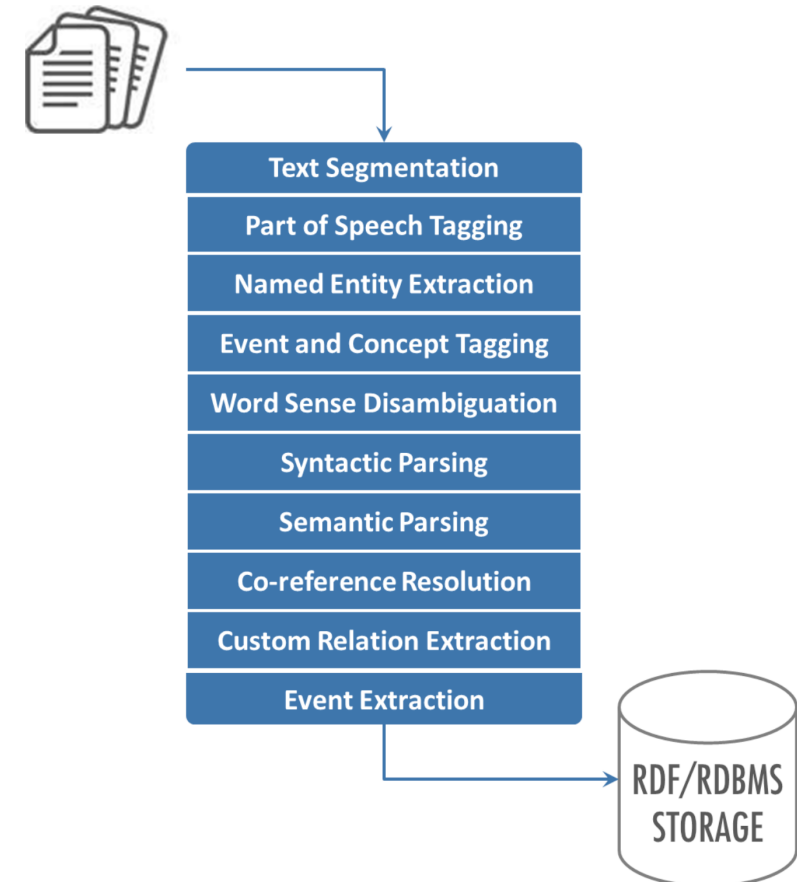 Text Segmentation
Part of Speech Tagging
Named Entity Extraction
Event and Concept Tagging
Word Sense Disambiguation
Syntactic Parsing
Semantic Parsing
Co-reference Resolution
Custom Relation Extraction
Event Extraction
RDF/RDBMS
STORAGE